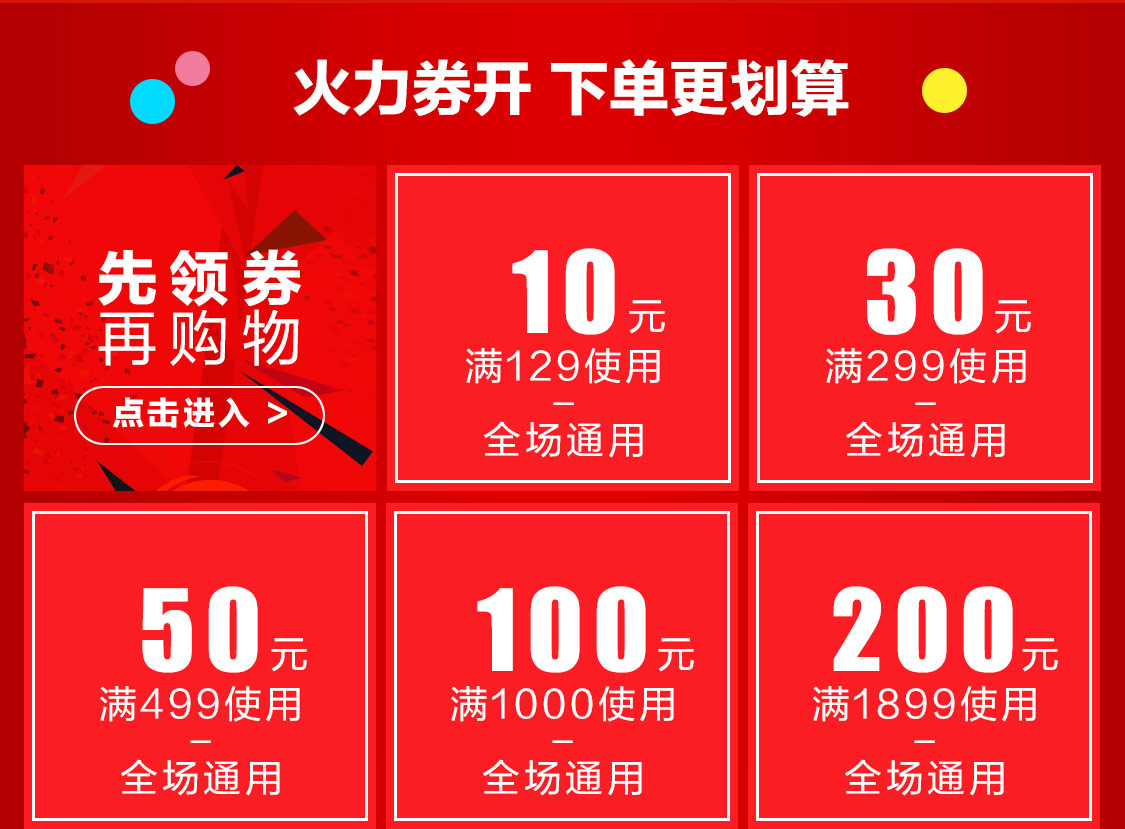 火力券开 下单更划算
先领券
再购物
点击进入 >
10元
满129使用
全场通用
30元
满299使用
全场通用
50元
满499使用
全场通用
100元
满1000使用
全场通用
200元
满1899使用
全场通用